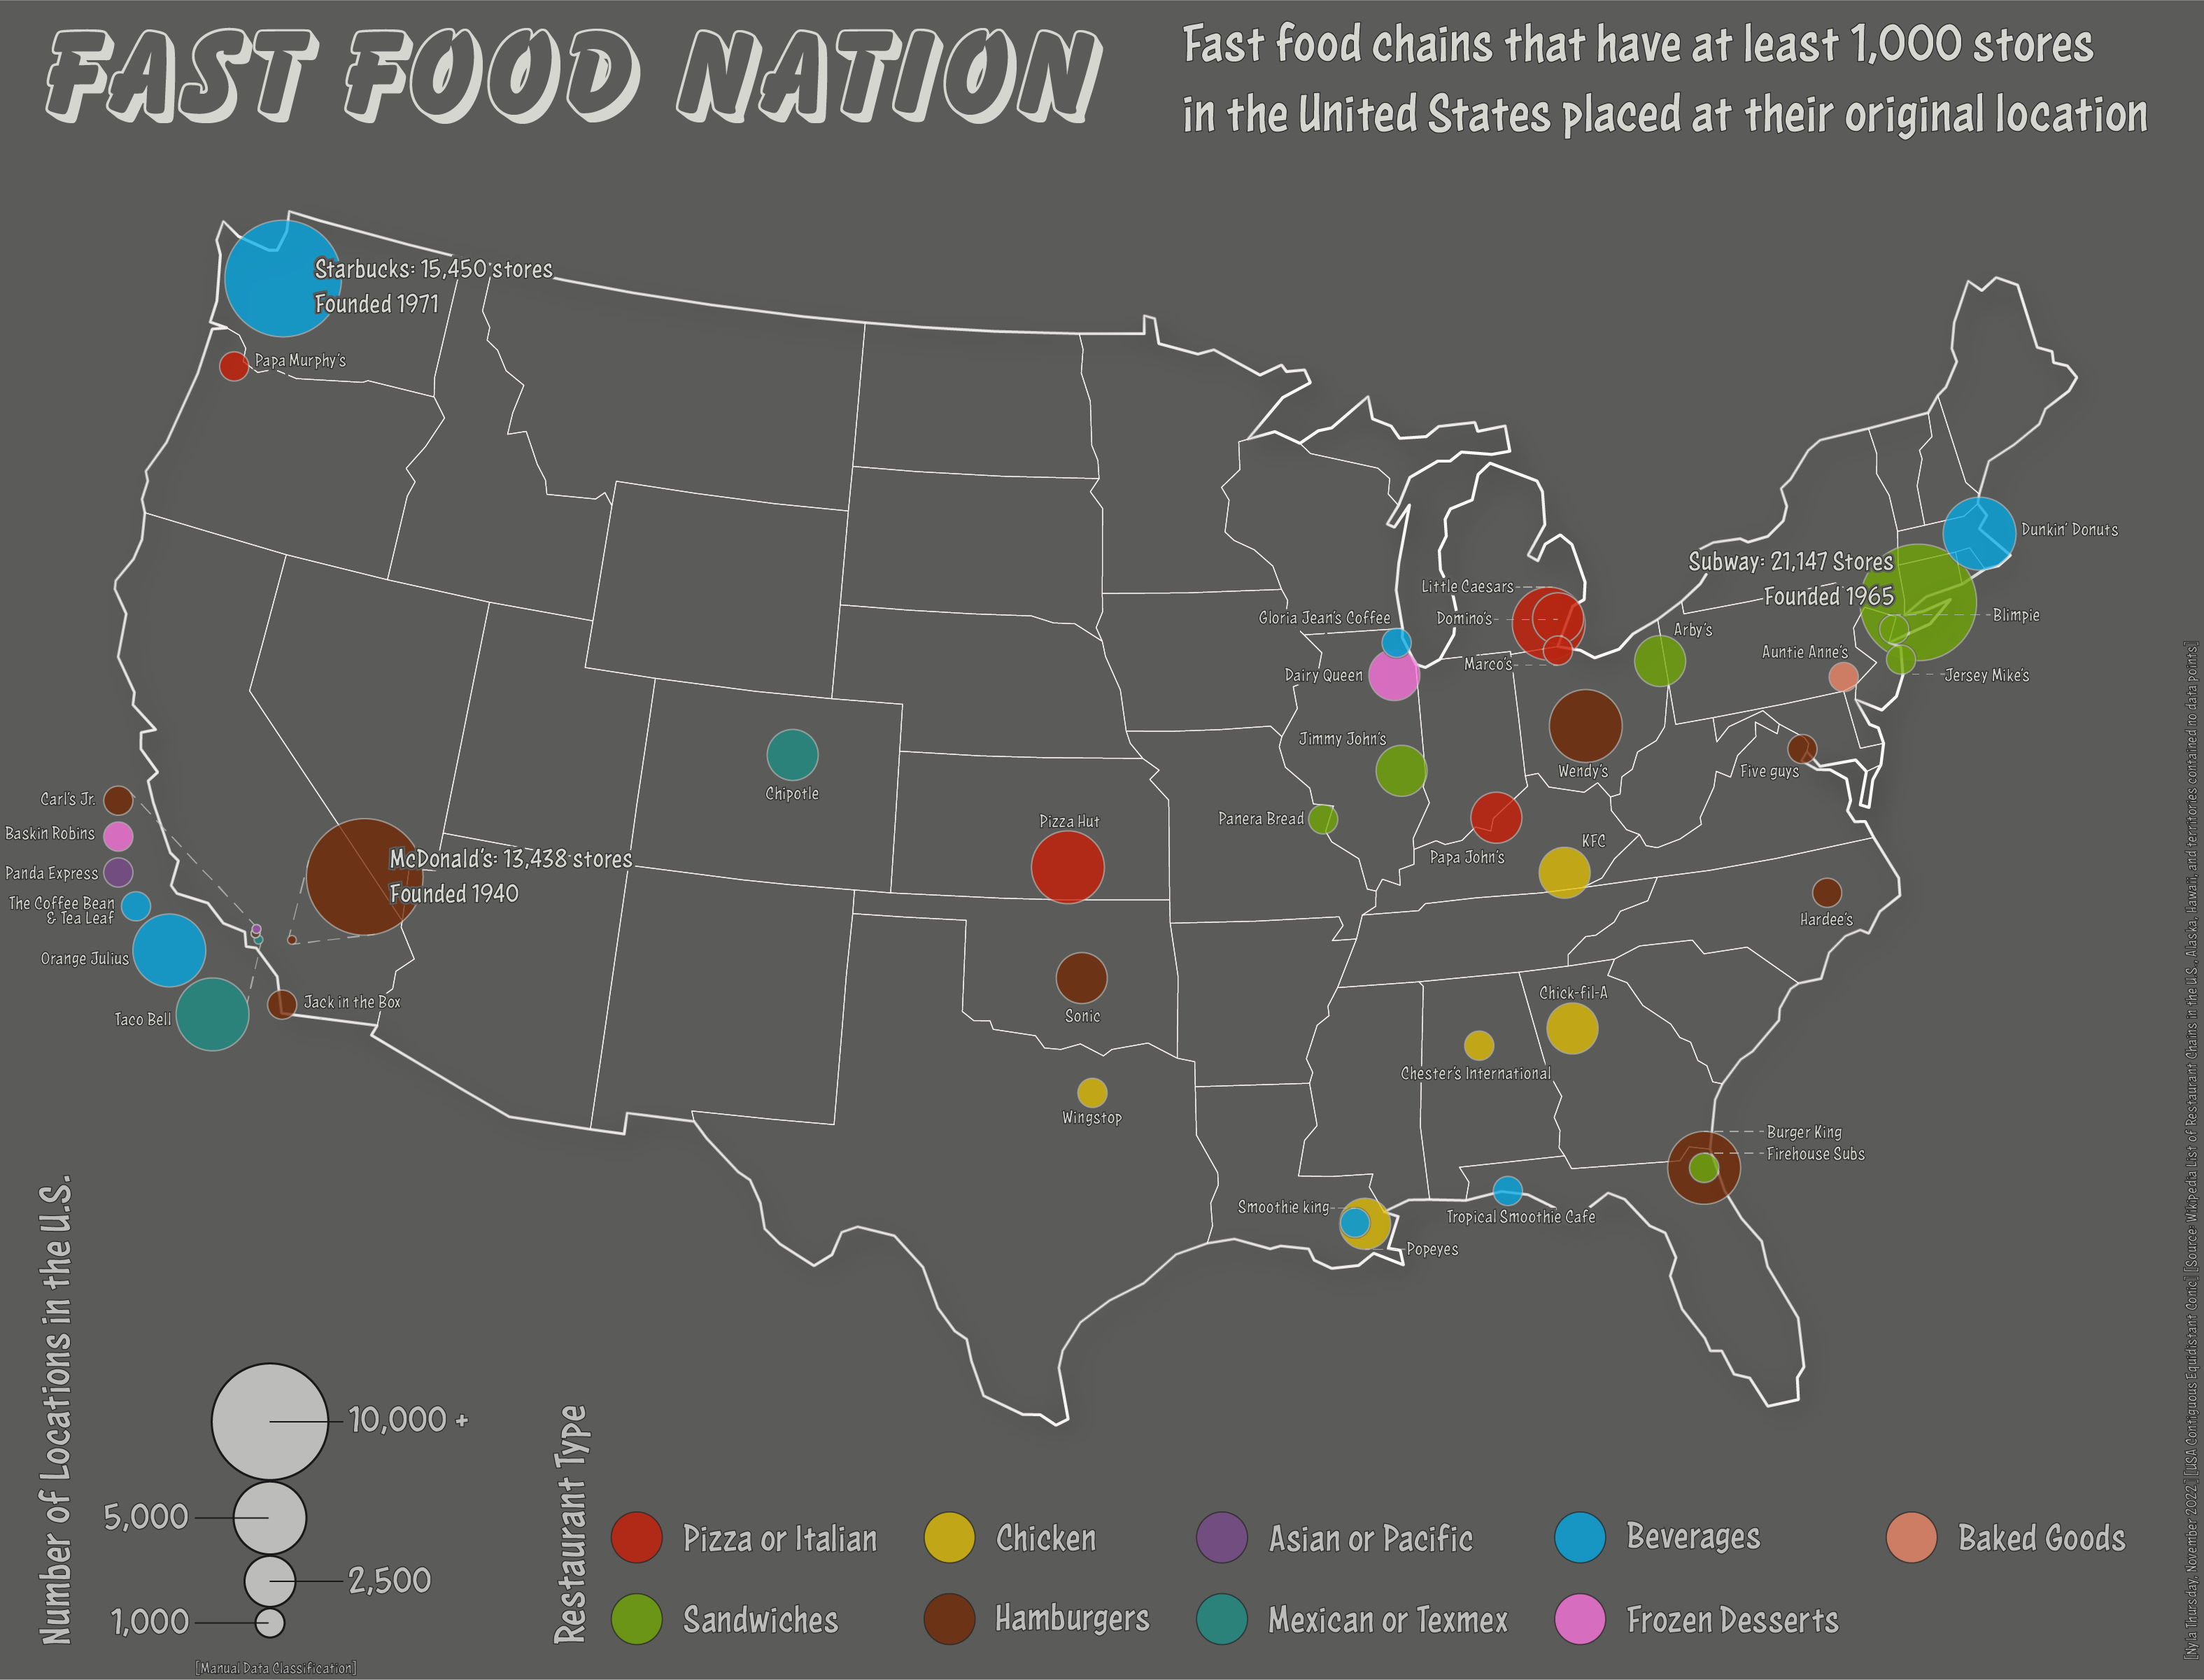 FAST FOOD NATION
Fast food chains that have at least 1,000 stores
in the United States placed at their original location
Starbucks: 15,450 stores
Founded 1971
Papa Murphy's
Dunkin' Donuts
Subway: 21,147 Stores
Founded 1965
Blimpie
Little Caesars
Gloria Jean's Coffee
Domino's
Arby's
Auntie Anne's
Marco's
Dairy Queen
Jersey Mike's
Jimmy John's
Wendy's
Five guys
Chipotle
Carl's Jr.
Baskin Robins
Panda Express
The Coffee Bean
& Tea Leaf
Orange Julius
Taco Bell
Jack in the Box
McDonald's: 13,438 stores
Founded 1940
Pizza Hut
Panera Bread
Papa John's
KFC
Hardee's
Sonic
Chick-fil-A
Chester's International
Wingstop
Burger King
Firehouse Subs
Smoothie king
Tropical Smoothie Cafe
Popeyes
Number of Locations in the U.S.
10,000 +
5,000
2,500
1,000
[Manual Data Classification]
Restaurant Type
Pizza or Italian
Chicken
Asian or Pacific
Beverages
Baked Goods
Sandwiches
Hamburgers
Mexican or Texmex
Frozen Desserts
[Nyla Thursday, November 2022] [USA Contiguous Equidistant Conic] [Source: Wikipedia List of Restaurant Chains in the U.S., Alaska, Hawaii, and territories contained no data points]